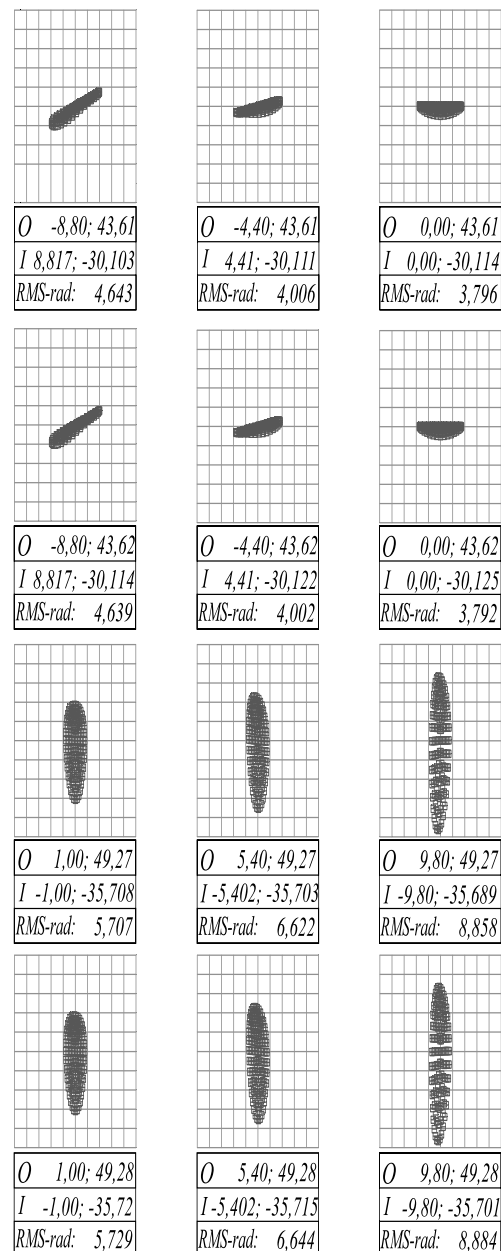 O -8,80; 43,61
I 8,817; -30,103
RMS-rad: 4,643
O -4,40; 43,61
I 4,41; -30,111
RMS-rad: 4,006
O 0,00; 43,61
I 0,00; -30,114
RMS-rad: 3,796
O -8,80; 43,62
I 8,817; -30,114
RMS-rad: 4,639
O -4,40; 43,62
I 4,41; -30,122
RMS-rad: 4,002
O 0,00; 43,62
I 0,00; -30,125
RMS-rad: 3,792
O 1,00; 49,27
I -1,00; -35,708
RMS-rad: 5,707
O 5,40; 49,27
I -5,402; -35,703
RMS-rad: 6,622
O 9,80; 49,27
I -9,80; -35,689
RMS-rad: 8,858
O 1,00; 49,28
I -1,00; -35,72
RMS-rad: 5,729
O 5,40; 49,28
I -5,402; -35,715
RMS-rad: 6,644
O 9,80; 49,28
I -9,80; -35,701
RMS-rad: 8,884